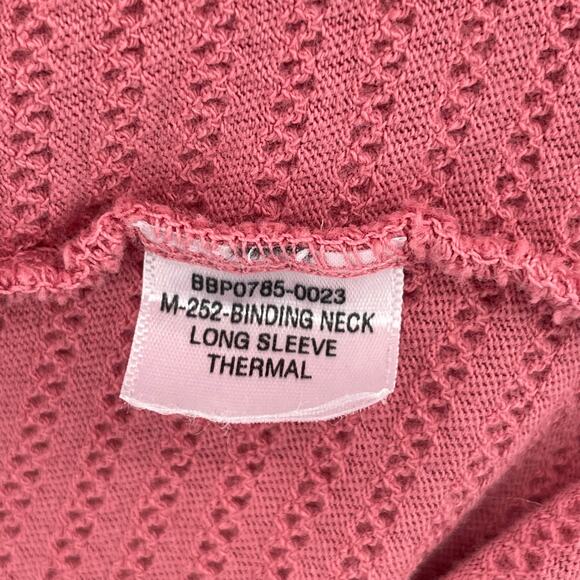 BBP0785-0023
M-252-BINDING NECK
LONG SLEEVE
THERMAL